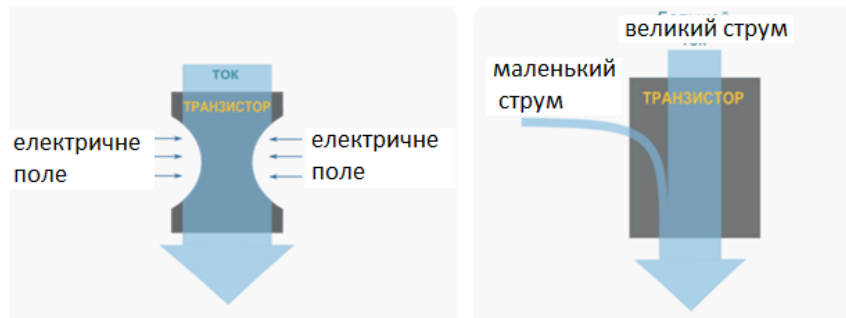 ТОК
ТРАНЗИСТОР
електричне
поле
електричне
поле
великий струм
маленький
струм
ТРАНЗИСТОР